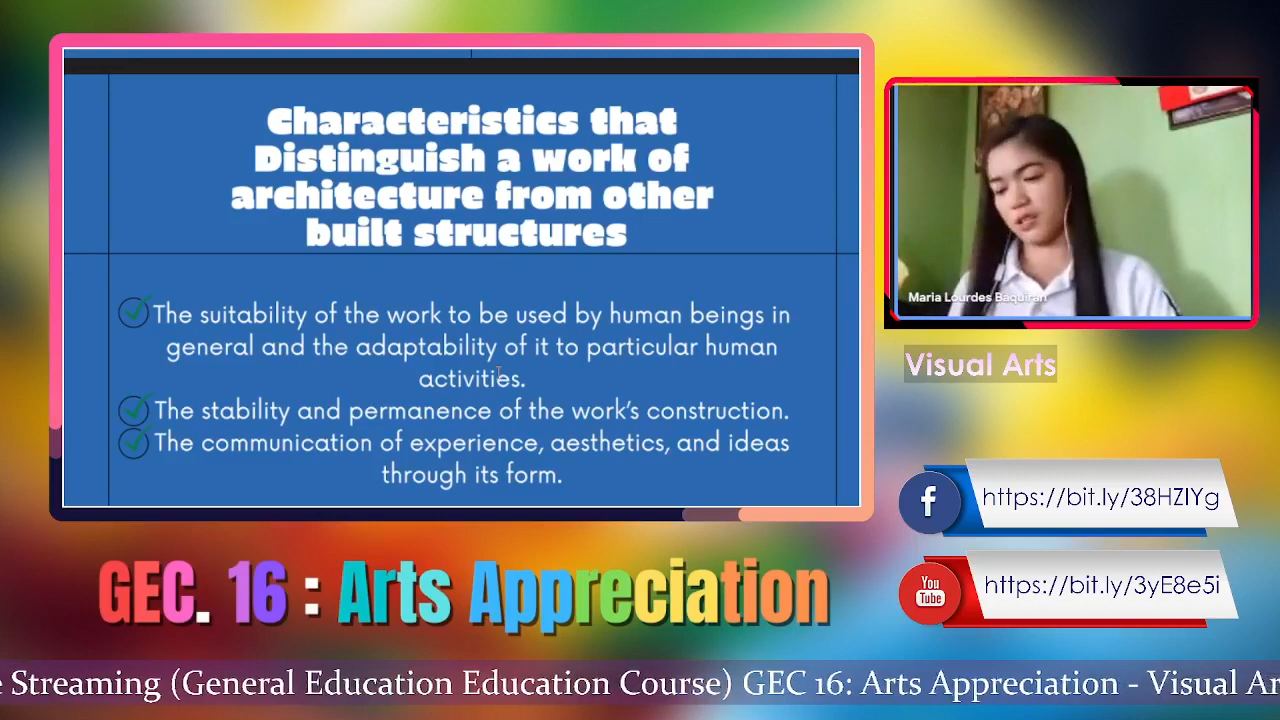 Characteristics that
Distinguish a work of
architecture from other
built structures
The suitability of the work to be used by human beings in
general and the adaptability of it to particular human
activities.
The stability and permanence of the work's construction.
The communication of experience, aesthetics, and ideas
through its form.
Maria Lourdes Baquiran
Visual Arts
https://bit.ly/38HZIYg
You
Tube
https://bit.ly/3yE8e5i
GEC. 16 : Arts Appreciation
e Streaming (General Education Education Course) GEC 16: Arts Appreciation - Visual Ar